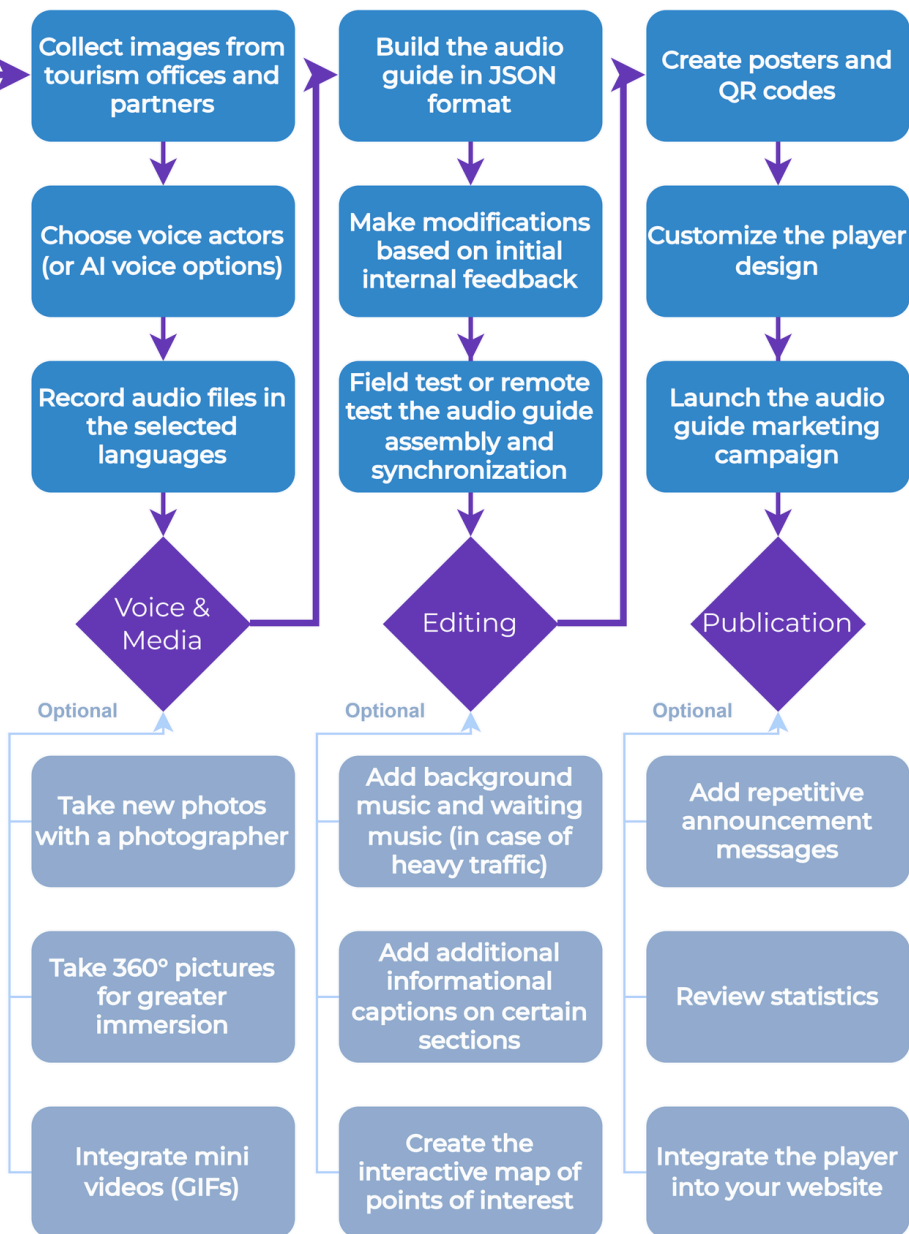 Collect images from
tourism offices and
partners
Choose voice actors
(or AI voice options)
Record audio files in
the selected
languages
Voice &
Media
Optional
Take new photos
with a photographer
Take 360° pictures
for greater
immersion
Integrate mini
videos (GIFs)
Build the audio
guide in JSON
format
Make modifications
based on initial
internal feedback
Field test or remote
test the audio guide
assembly and
synchronization
Editing
Optional
Add background
music and waiting
music (in case of
heavy traffic)
Add additional
informational
captions on certain
sections
Create the
interactive map of
points of interest
Create posters and
QR codes
Customize the player
design
Launch the audio
guide marketing
campaign
Publication
Optional
Add repetitive
announcement
messages
Review statistics
Integrate the player
into your website